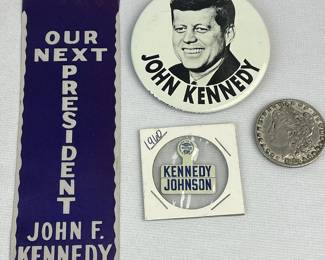 OUR
NEXT
PRESIDENT
JOHN F.
KENNEDY
JOHN KENNEDY
1960
KENNEDY
JOHNSON